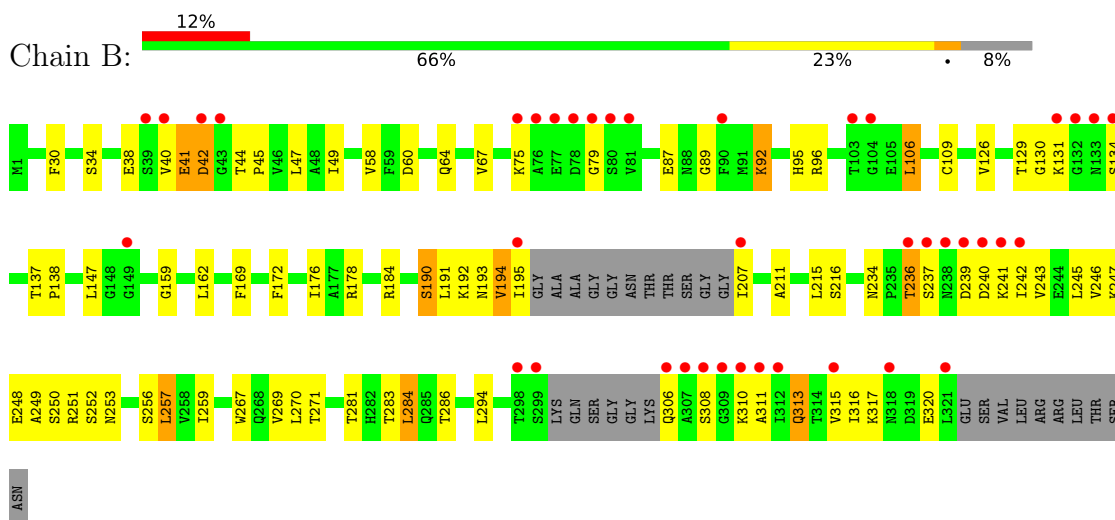 12%
Chain B:
66% 23% • 8%
M1 F30 S34 E38 S39 V40 E41 D42 G43 T44 P45 V46 L47 A48 I49 V58 F59 D60 Q64 V67 K75 A76 E77 D78 G79 S80 V81 E87 N88 G89 F90 M91 K92 H95 R96 T103 G104 E105 L106 C109 V126 T129 G130 K131 G132 N133 S134
T137 P138 L147 G148 G149 G159 L162 F169 F172 I176 A177 R178 R184 S190 L191 K192 N193 V194 I195 GLY ALA ALA GLY GLY ASN THR THR SER GLY GLY I207 A211 L215 S216 N234 P235 T236 S237 N238 D239 D240 K241 I242 V243 E244 L245 V246 K247
E248 A249 S250 R251 S252 N253 S256 L257 V258 I259 W267 Q268 V269 L270 T271 T281 H282 T283 L284 Q285 T286 L294 T298 S299 LYS GLN SER GLY GLY LYS Q306 A307 S308 G309 K310 A311 I312 Q313 T314 V315 I316 K317 N318 D319 E320 L321 GLU SER VAL LEU ARG ARG LEU THR SER
ASN